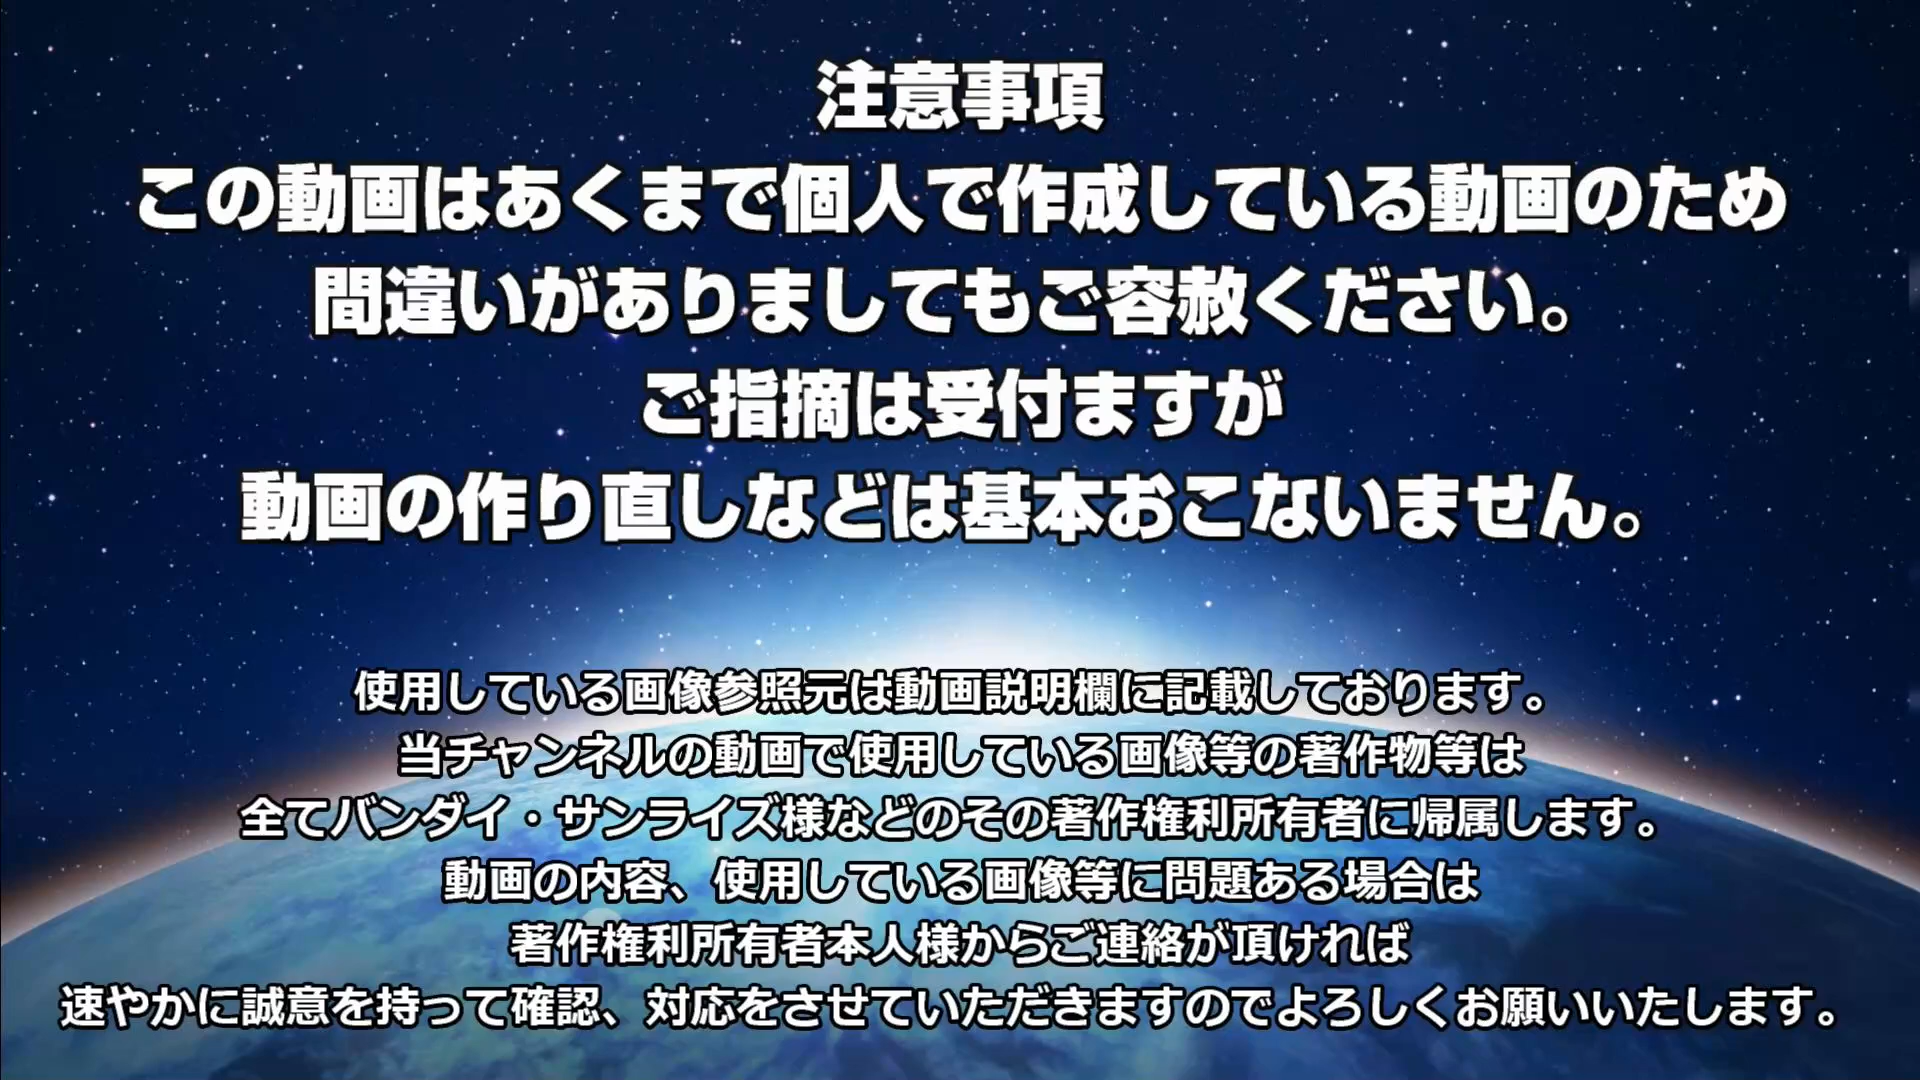 注意事項
この動画はあくまで個人で作成している動画のため
間違いがありましてもご容赦ください。
ご指摘は受付ますが
動画の作り直しなどは基本おこないません。
使用している画像参照元は動画説明欄に記載しております。
当チャンネルの動画で使用している画像等の著作物等は
全てバンダイ・サンライズ様などのその著作権利所有者に帰属します。
動画の内容、使用している画像等に問題ある場合は
著作権利所有者本人様からご連絡が頂ければ
速やかに誠意を持って確認、対応をさせていただきますのでよろしくお願いいたします。